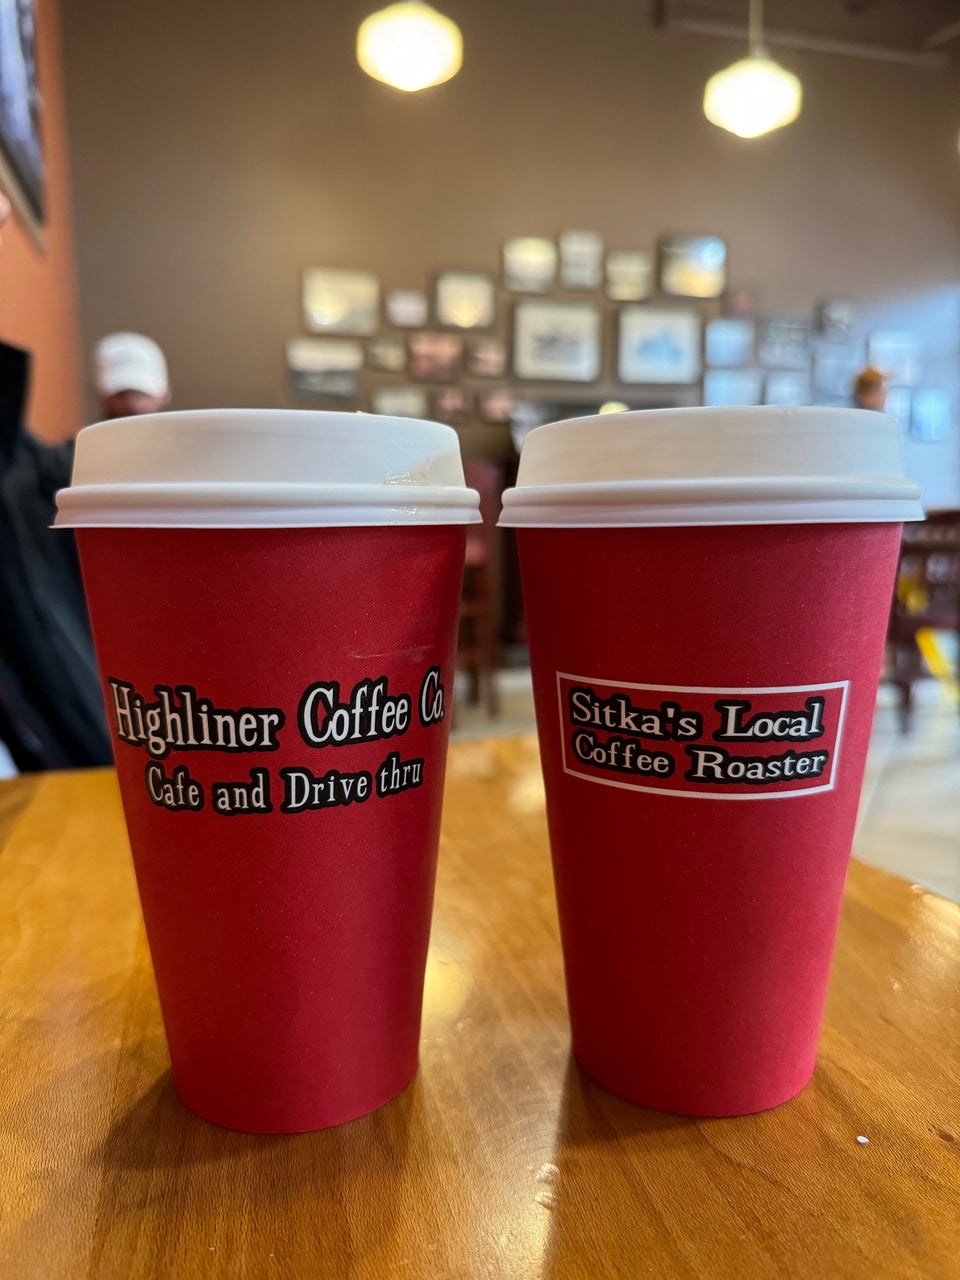 Highliner Coffee Co.
Cafe and Drive thru
Sitka's Local
Coffee Roaster